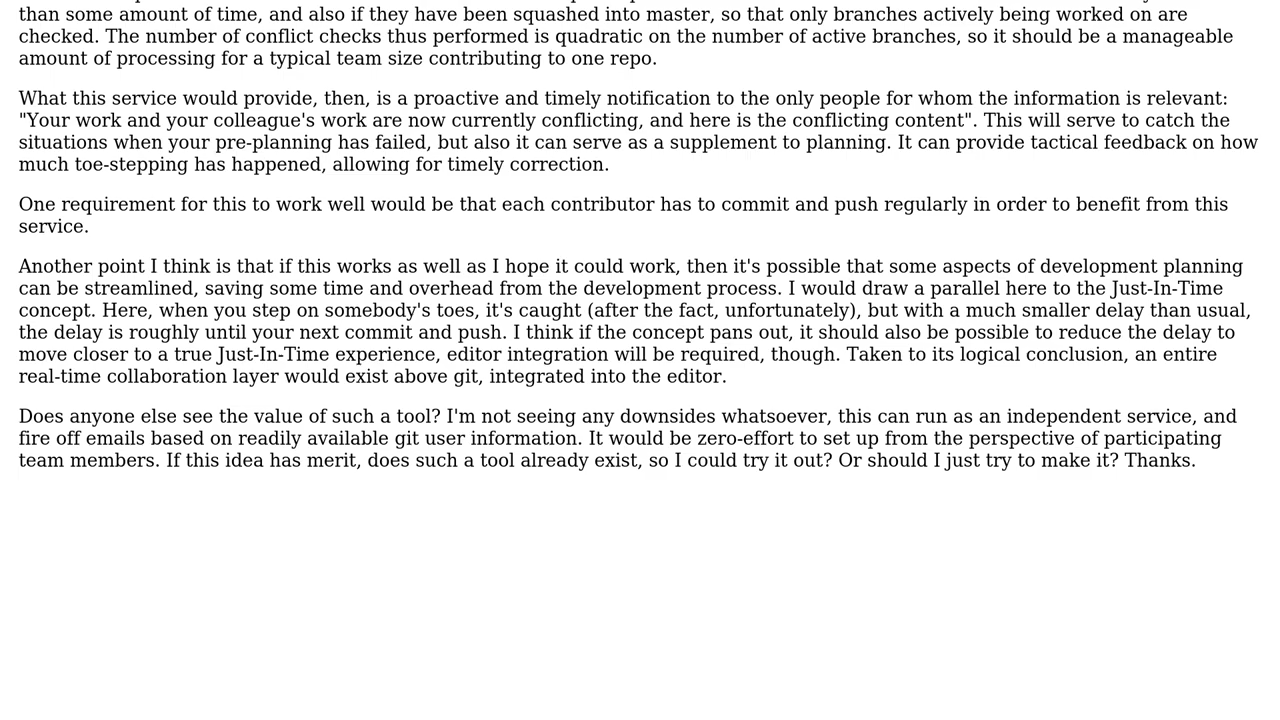 than some amount of time, and also if they have been squashed into master, so that only branches actively being worked on are
checked. The number of conflict checks thus performed is quadratic on the number of active branches, so it should be a manageable
amount of processing for a typical team size contributing to one repo.
What this service would provide, then, is a proactive and timely notification to the only people for whom the information is relevant:
"Your work and your colleague's work are now currently conflicting, and here is the conflicting content". This will serve to catch the
situations when your pre-planning has failed, but also it can serve as a supplement to planning. It can provide tactical feedback on how
much toe-stepping has happened, allowing for timely correction.
One requirement for this to work well would be that each contributor has to commit and push regularly in order to benefit from this
service.
Another point I think is that if this works as well as I hope it could work, then it's possible that some aspects of development planning
can be streamlined, saving some time and overhead from the development process. I would draw a parallel here to the Just-In-Time
concept. Here, when you step on somebody's toes, it's caught (after the fact, unfortunately), but with a much smaller delay than usual,
the delay is roughly until your next commit and push. I think if the concept pans out, it should also be possible to reduce the delay to
move closer to a true Just-In-Time experience, editor integration will be required, though. Taken to its logical conclusion, an entire
real-time collaboration layer would exist above git, integrated into the editor.
Does anyone else see the value of such a tool? I'm not seeing any downsides whatsoever, this can run as an independent service, and
fire off emails based on readily available git user information. It would be zero-effort to set up from the perspective of participating
team members. If this idea has merit, does such a tool already exist, so I could try it out? Or should I just try to make it? Thanks.